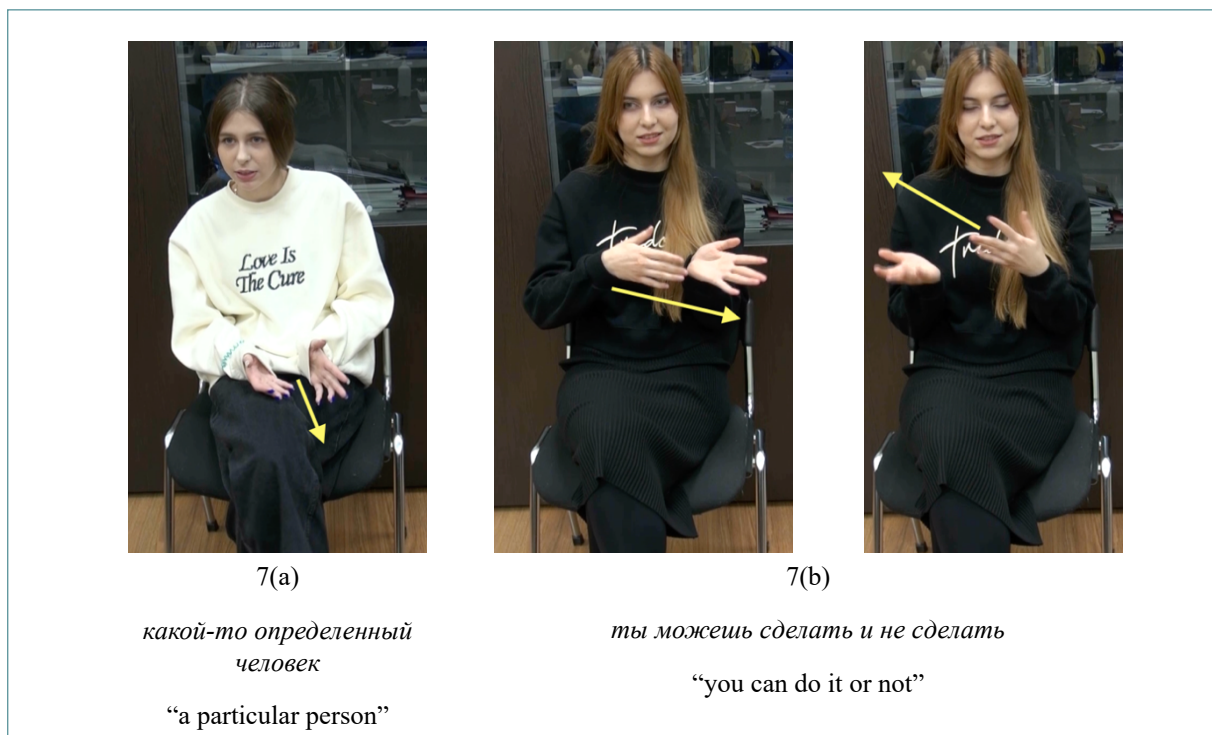 Love Is
The Cure
7(a)
7(b)
какой-то определенный
человек
“a particular person”
ты можешь сделать и не сделать
“you can do it or not”